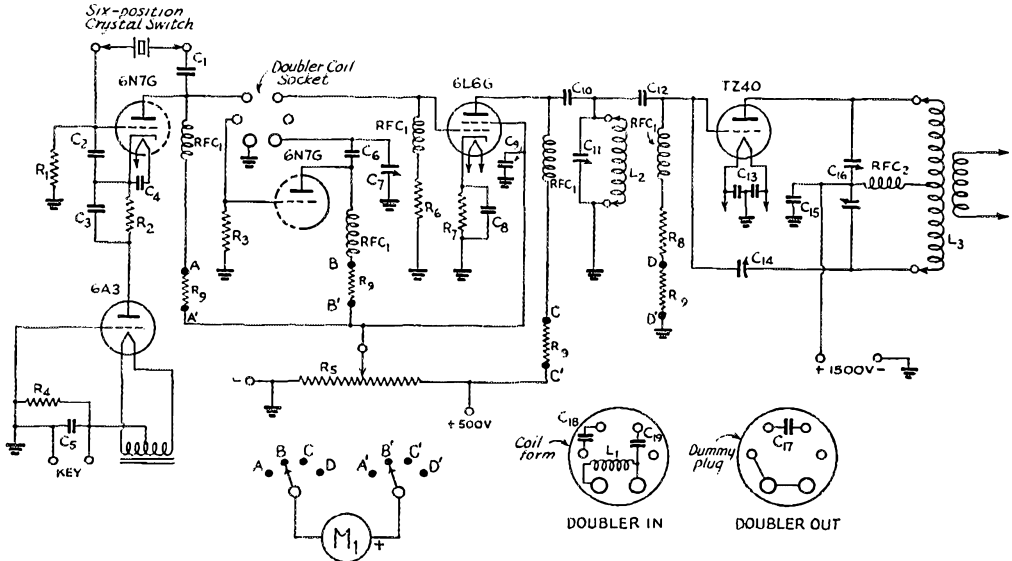 Six-position
Crystal Switch
C1
6N7G
Doubler Coil
Socket
6L6G
C10
C12
TZ40
RFC1
C2
R1
C4
C3
R2
RFC1
6N7G
C6
C7
R3
RFC1
R6
C9
R7
C8
RFC1
C11
L2
RFC1
R8
C13
C15
C16
RFC2
L3
C14
6A3
A
R9
A'
B
R9
B'
C
R9
C'
D
R9
D'
R4
C5
KEY
-
R5
+500V
+ 1500V -
A
B
C
D
A'
B'
C'
D'
M1
+
Coil
form
C18
C19
L1
DOUBLER IN
Dummy
plug
C17
DOUBLER OUT